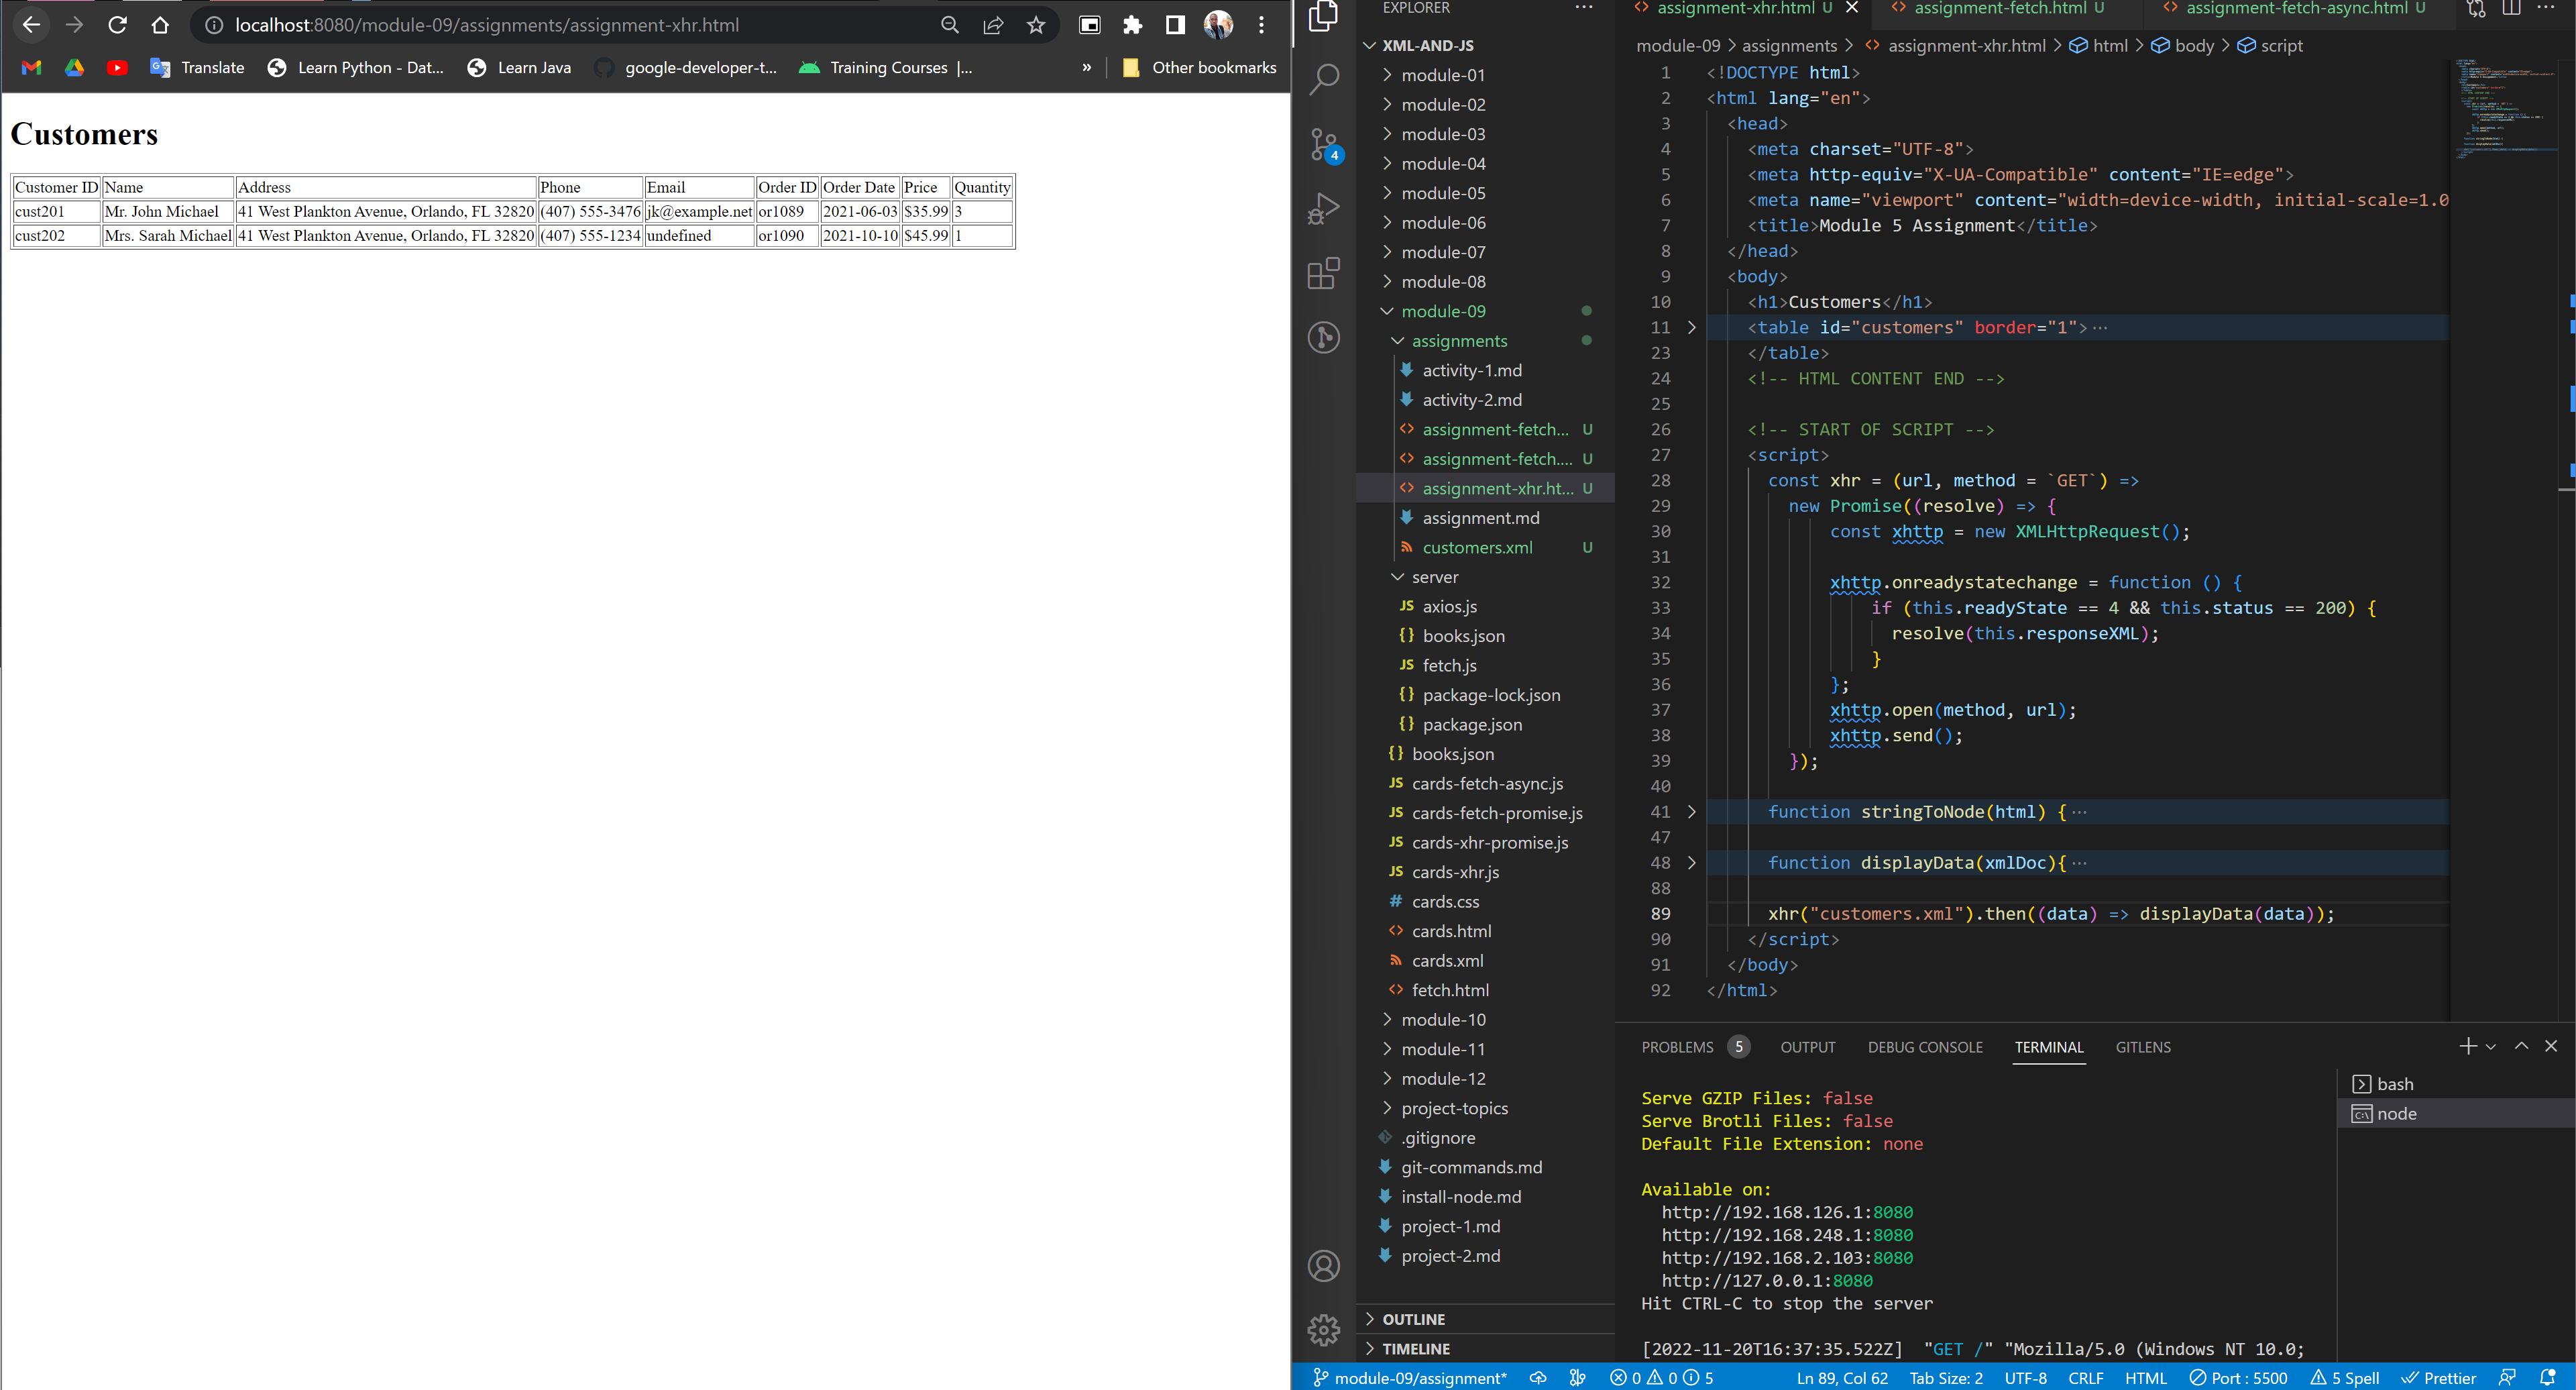 localhost:8080/module-09/assignments/assignment-xhr.html
Translate
Learn Python - Dat...
Learn Java
google-developer-t...
Training Courses |...
»
Other bookmarks
Customers
Customer ID Name Address Phone Email Order ID Order Date Price Quantity
cust201 Mr. John Michael 41 West Plankton Avenue, Orlando, FL 32820 (407) 555-3476 jk@example.net or1089 2021-06-03 $35.99 3
cust202 Mrs. Sarah Michael 41 West Plankton Avenue, Orlando, FL 32820 (407) 555-1234 undefined or1090 2021-10-10 $45.99 1
4
EXPLORER ...
XML-AND-JS
module-01
module-02
module-03
module-04
module-05
module-06
module-07
module-08
module-09
assignments
activity-1.md
activity-2.md
assignment-fetch... U
assignment-fetch.... U
assignment-xhr.ht... U
assignment.md
customers.xml U
server
JS axios.js
{} books.json
JS fetch.js
{} package-lock.json
{} package.json
{} books.json
JS cards-fetch-async.js
JS cards-fetch-promise.js
JS cards-xhr-promise.js
JS cards-xhr.js
# cards.css
<> cards.html
cards.xml
<> fetch.html
module-10
module-11
module-12
project-topics
.gitignore
git-commands.md
install-node.md
project-1.md
project-2.md
OUTLINE
TIMELINE
<> assignment-xhr.html U × <> assignment-fetch.html U <> assignment-fetch-async.html U
module-09 > assignments > <> assignment-xhr.html > html > body > script
1 <!DOCTYPE html>
2 <html lang="en">
3 <head>
4 <meta charset="UTF-8">
5 <meta http-equiv="X-UA-Compatible" content="IE=edge">
6 <meta name="viewport" content="width=device-width, initial-scale=1.0
7 <title>Module 5 Assignment</title>
8 </head>
9 <body>
10 <h1>Customers</h1>
11 <table id="customers" border="1">...
23 </table>
24 <!-- HTML CONTENT END -->
25
26 <!-- START OF SCRIPT -->
27 <script>
28 const xhr = (url, method = `GET`) =>
29 new Promise((resolve) => {
30 const xhttp = new XMLHttpRequest();
31
32 xhttp.onreadystatechange = function () {
33 if (this.readyState == 4 && this.status == 200) {
34 resolve(this.responseXML);
35 }
36 };
37 xhttp.open(method, url);
38 xhttp.send();
39 });
40
41 function stringToNode(html) {...
47
48 function displayData(xmlDoc){...
88
89 xhr("customers.xml").then((data) => displayData(data));
90 </script>
91 </body>
92 </html>
PROBLEMS 5 OUTPUT DEBUG CONSOLE TERMINAL GITLENS
Serve GZIP Files: false
Serve Brotli Files: false
Default File Extension: none
Available on:
http://192.168.126.1:8080
http://192.168.248.1:8080
http://192.168.2.103:8080
http://127.0.0.1:8080
Hit CTRL-C to stop the server
[2022-11-20T16:37:35.522Z] "GET /" "Mozilla/5.0 (Windows NT 10.0;
bash
node
module-09/assignment* 0 0 5 Ln 89, Col 62 Tab Size: 2 UTF-8 CRLF HTML Port : 5500 5 Spell Prettier